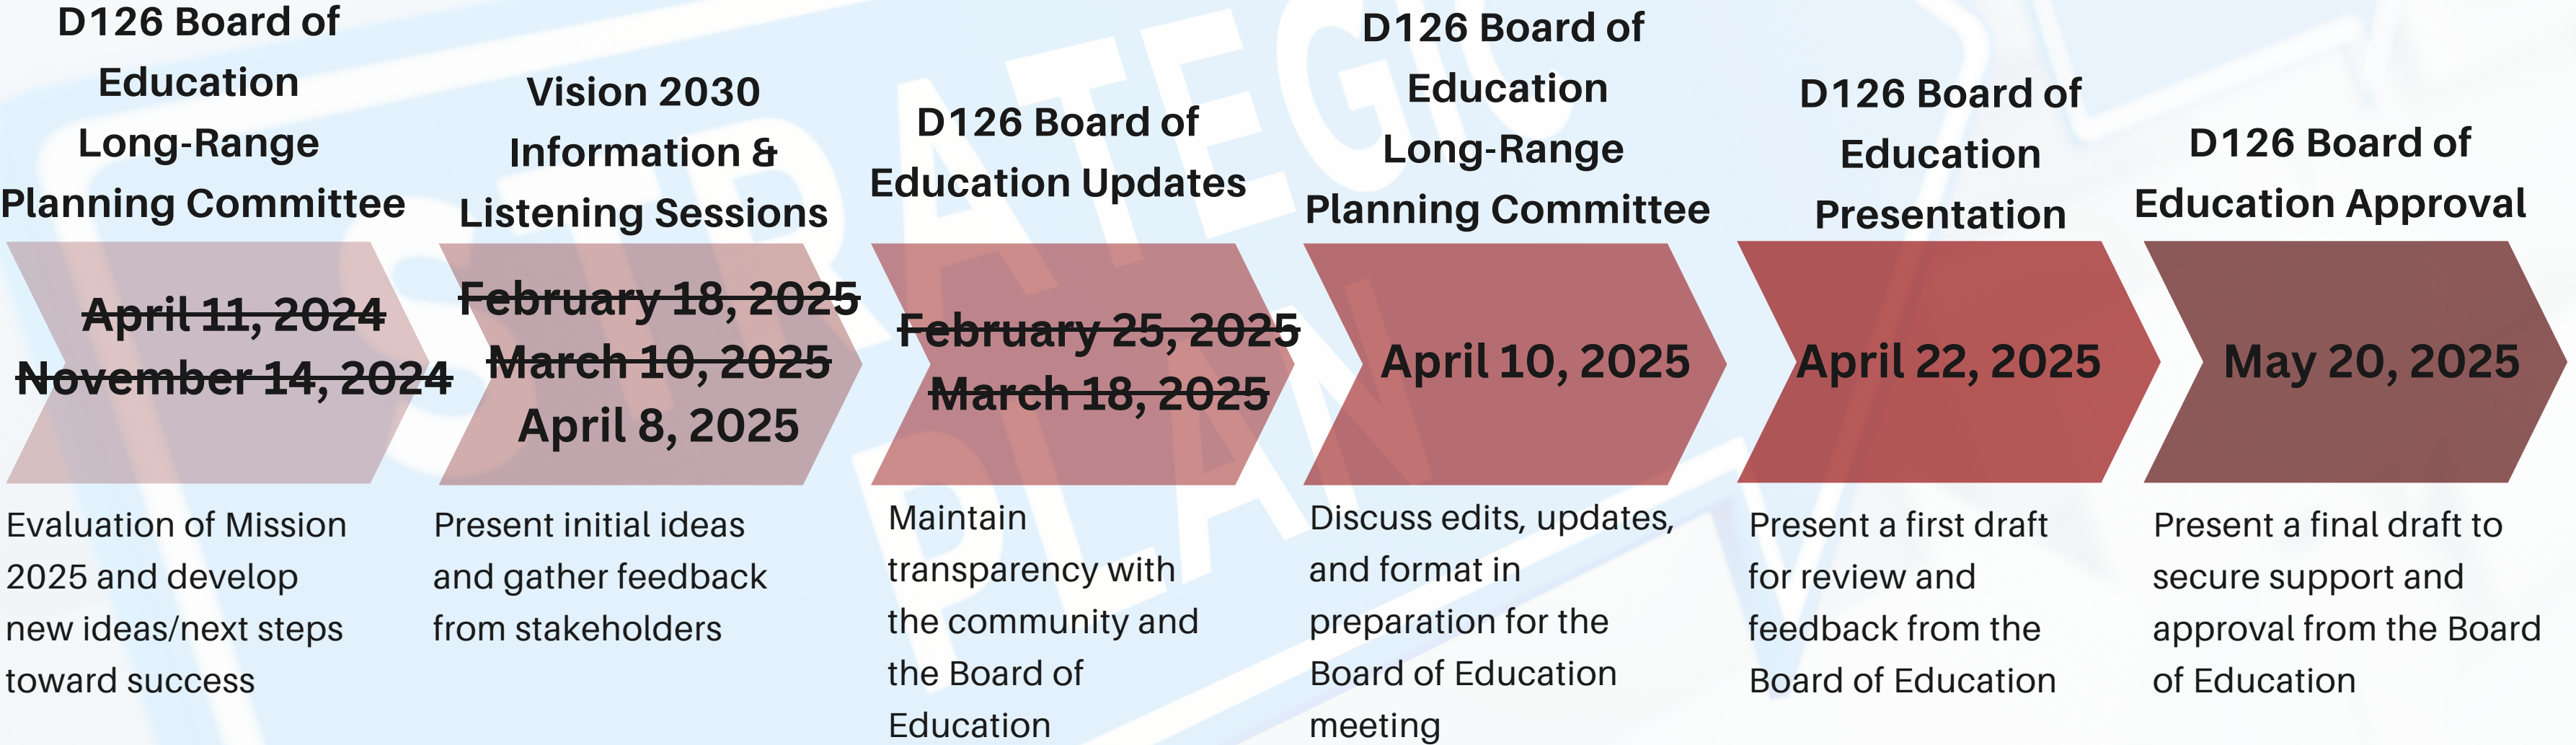 D126 Board of
Education
Long-Range
Planning Committee
April 11, 2024
November 14, 2024
Evaluation of Mission
2025 and develop
new ideas/next steps
toward success
Vision 2030
Information &
Listening Sessions
February 18, 2025
March 10, 2025
April 8, 2025
Present initial ideas
and gather feedback
from stakeholders
D126 Board of
Education Updates
February 25, 2025
March 18, 2025
Maintain
transparency with
the community and
the Board of
Education
D126 Board of
Education
Long-Range
Planning Committee
April 10, 2025
Discuss edits, updates,
and format in
preparation for the
Board of Education
meeting
D126 Board of
Education
Presentation
April 22, 2025
Present a first draft
for review and
feedback from the
Board of Education
D126 Board of
Education Approval
May 20, 2025
Present a final draft to
secure support and
approval from the Board
of Education
STRATEGIC
PLAN